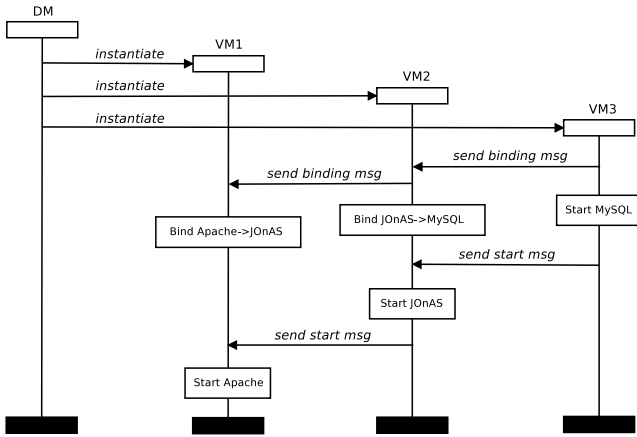 DM
VM1
instantiate
VM2
instantiate
VM3
instantiate
send binding msg
send binding msg
Start MySQL
Bind JOnAS->MySQL
Bind Apache->JOnAS
send start msg
Start JOnAS
send start msg
Start Apache